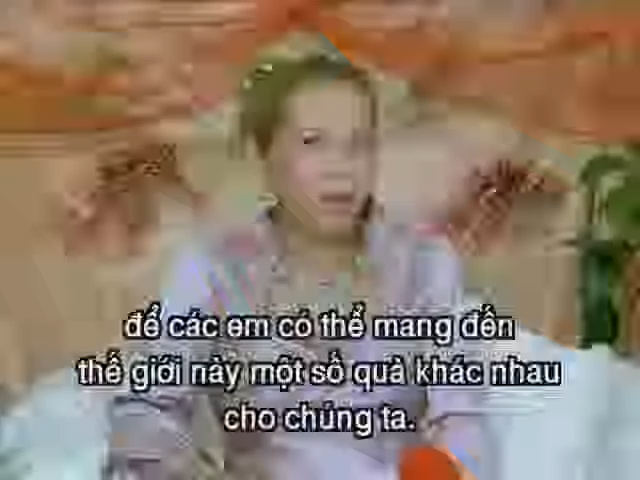 để các em có thể mang đến
thế giới này một số quà khác nhau
cho chúng ta.